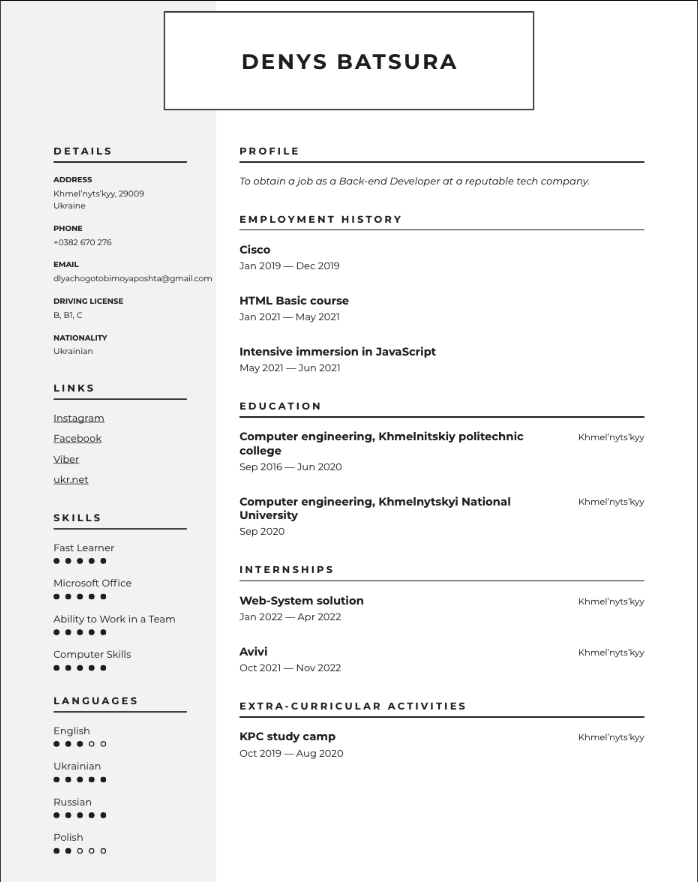 DENYS BATSURA
DETAILS
ADDRESS
Khmel'nyts'kyy, 29009
Ukraine
PHONE
+0382 670 276
EMAIL
dlyachogotobimoyaposhta@gmail.com
DRIVING LICENSE
B, B1, C
NATIONALITY
Ukrainian
LINKS
Instagram
Facebook
Viber
ukr.net
SKILLS
Fast Learner
Microsoft Office
Ability to Work in a Team
Computer Skills
LANGUAGES
English
Ukrainian
Russian
Polish
PROFILE
To obtain a job as a Back-end Developer at a reputable tech company.
EMPLOYMENT HISTORY
Cisco
Jan 2019 — Dec 2019
HTML Basic course
Jan 2021 — May 2021
Intensive immersion in JavaScript
May 2021 — Jun 2021
EDUCATION
Computer engineering, Khmelnitskiy politechnic Khmel'nyts'kyy
college
Sep 2016 — Jun 2020
Computer engineering, Khmelnytskyi National Khmel'nyts'kyy
University
Sep 2020
INTERNSHIPS
Web-System solution Khmel'nyts'kyy
Jan 2022 — Apr 2022
Avivi Khmel'nyts'kyy
Oct 2021 — Nov 2022
EXTRA-CURRICULAR ACTIVITIES
KPC study camp Khmel'nyts'kyy
Oct 2019 — Aug 2020